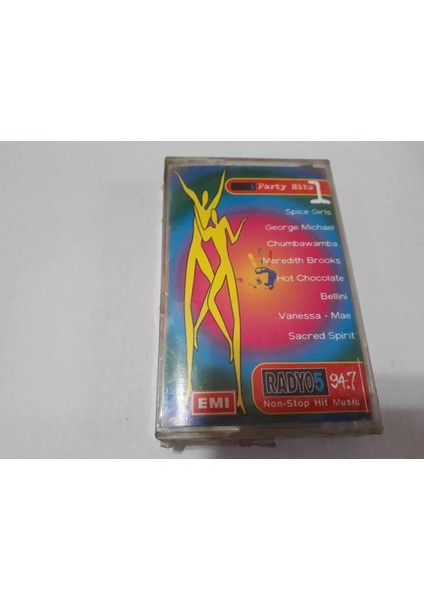 Party Hits 1
Spice Girls
George Michael
Chumbawamba
Meredith Brooks
Hot Chocolate
Bellini
Vanessa - Mae
Sacred Spirit
EMI
RADYO5 94.7
Non-Stop Hit Music